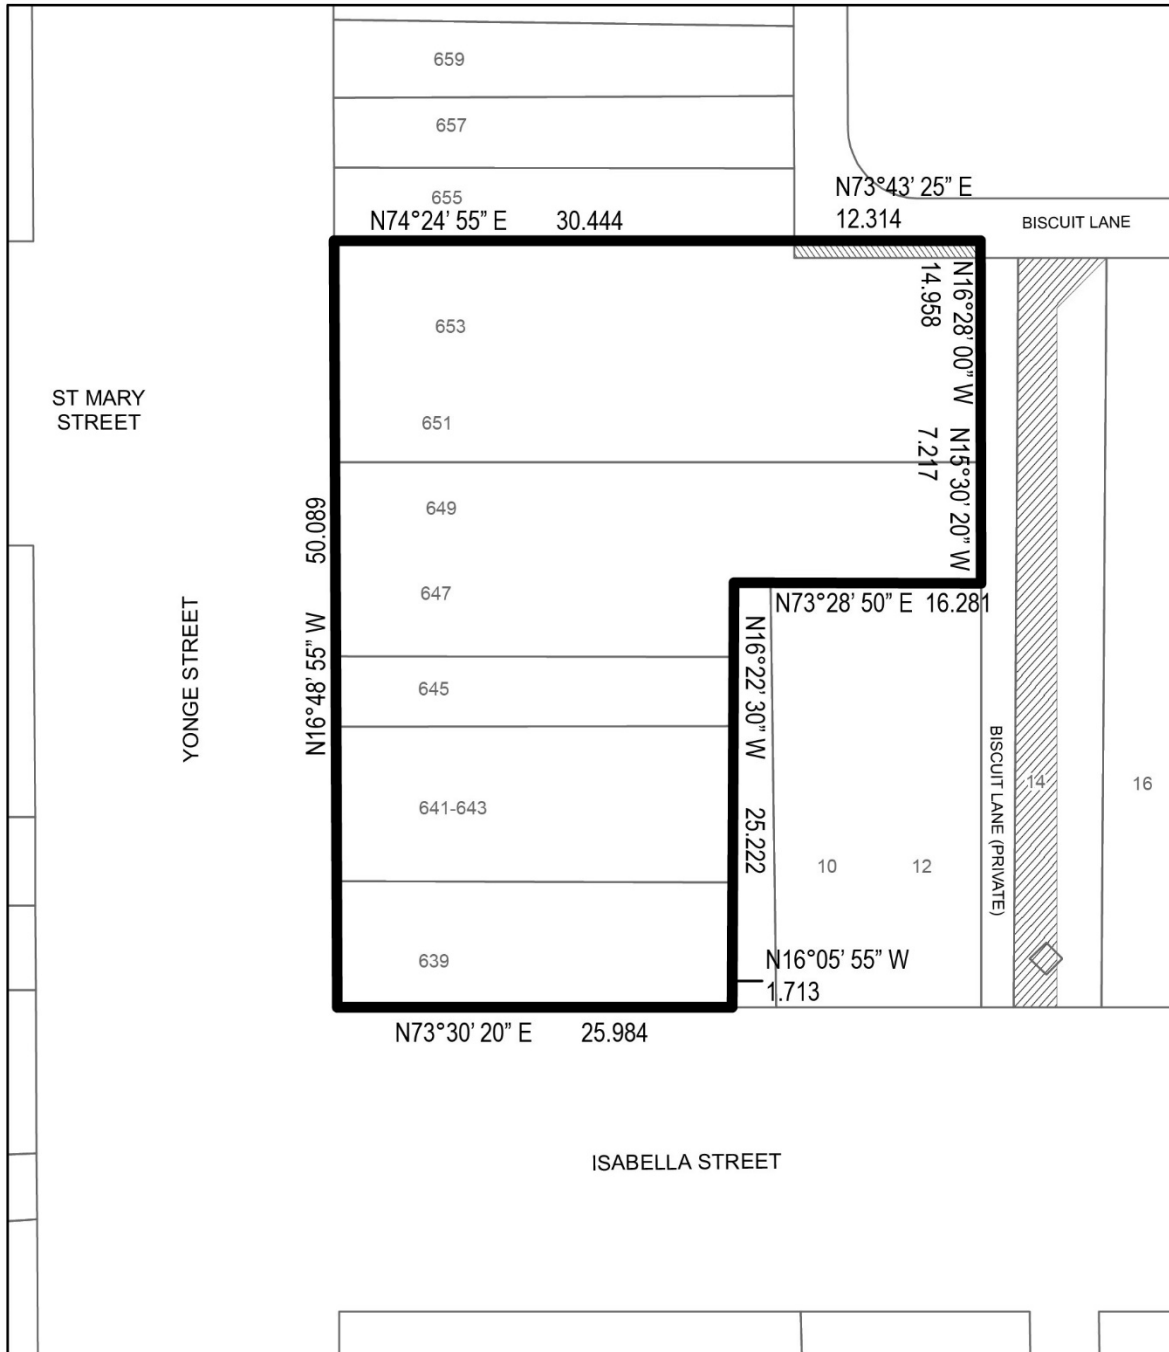 659
657
655
N73°43’ 25” E
12.314
N74°24’ 55” E 30.444
BISCUIT LANE
N16°28’ 00” W
14.958
653
ST MARY
STREET
651
N15°30’ 20” W
7.217
649
50.089
N16°48’ 55” W
647
N73°28’ 50” E 16.281
YONGE STREET
N16°22’ 30” W 25.222
645
BISCUIT LANE (PRIVATE)
14
16
641-643
10
12
639
N16°05’ 55” W
1.713
N73°30’ 20” E 25.984
ISABELLA STREET